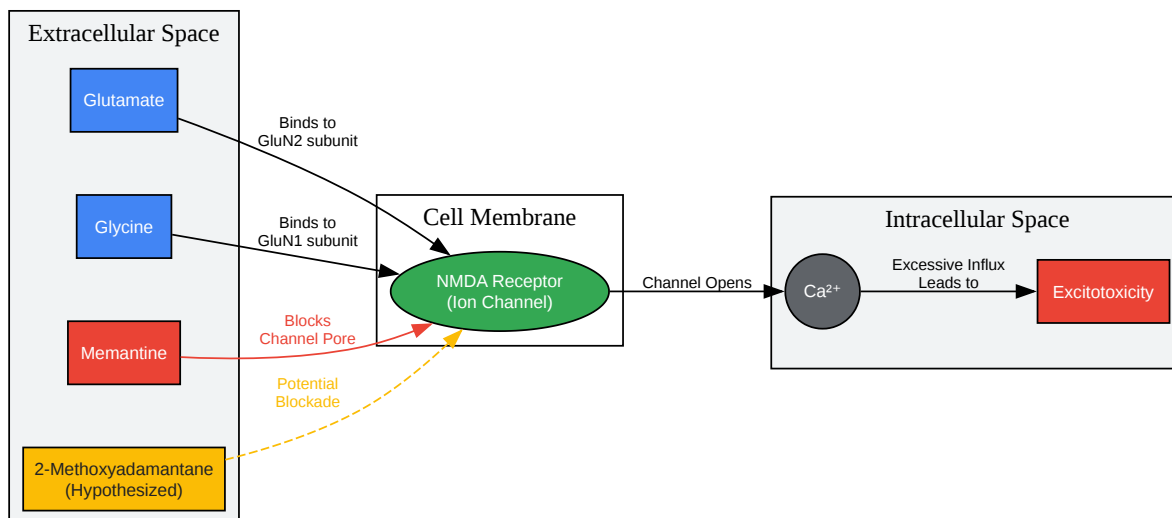 Extracellular Space
Glutamate
Binds to
GluN2 subunit
Glycine
Binds to
GluN1 subunit
Memantine
Blocks
Channel Pore
2-Methoxyadamantane
(Hypothesized)
Potential
Blockade
Cell Membrane
NMDA Receptor
(Ion Channel)
Channel Opens
Intracellular Space
Ca²⁺
Excessive Influx
Leads to
Excitotoxicity